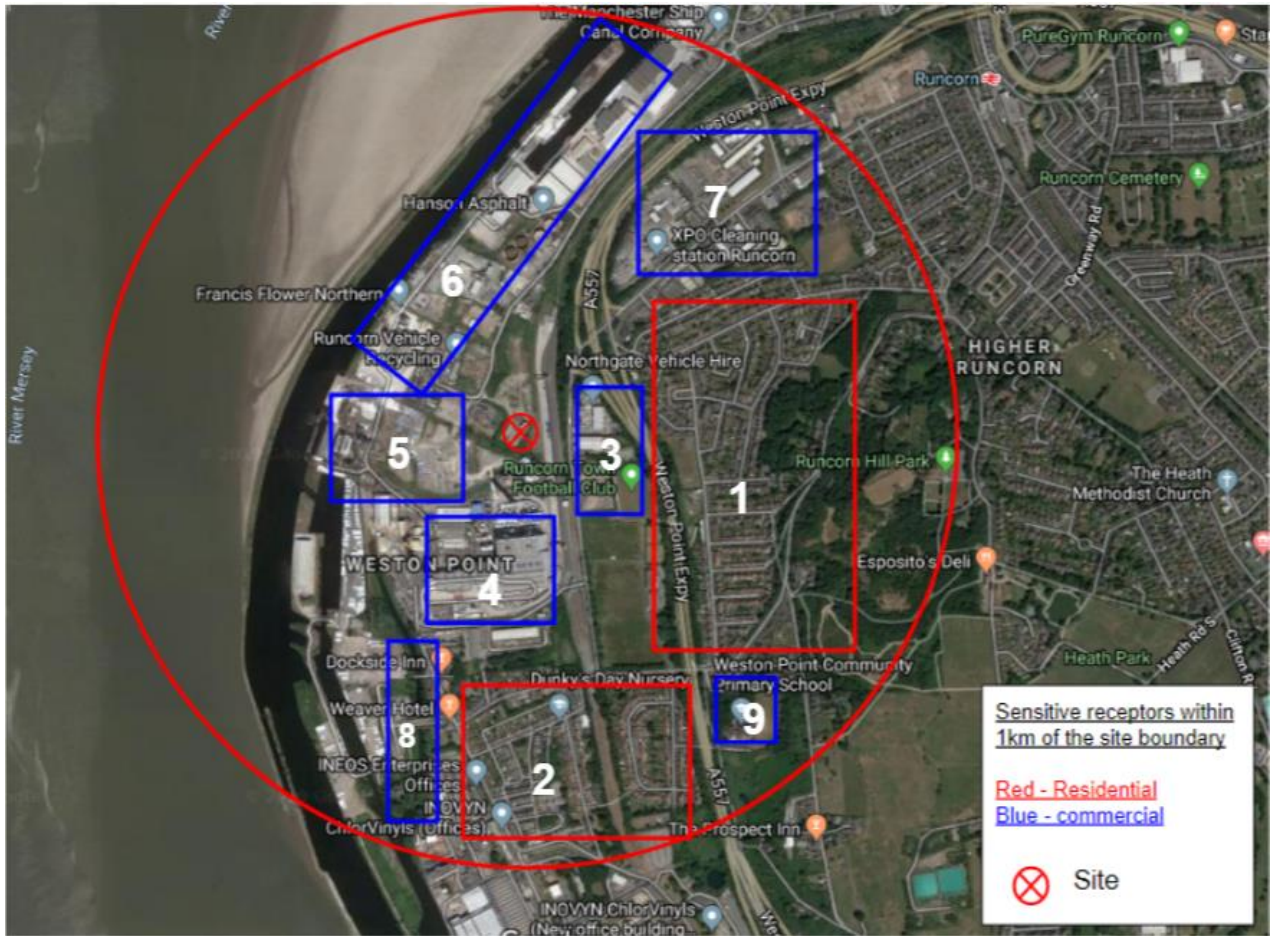 The Manchester Ship
Canal Company
River
PureGym Runcorn
Runcorn
Weston Point Expy
Runcorn Cemetery
7
Hanson Asphalt
XPO Cleaning
station Runcorn
Greenway Rd
A557
6
Francis Flower Northern
Runcorn Vehicle
Recycling
Northgate Vehicle Hire
HIGHER
RUNCORN
River Mersey
5
3
Runcorn Town
Football Club
1
Runcorn Hill Park
The Heath
Methodist Church
Weston Point Expy
WESTON POINT
4
Esposito's Deli
Heath Rd S
Clifton R
Heath Park
Dockside Inn
Dunky's Day Nursery
Weston Point Community
Primary School
Weaver Hotel
8
9
2
INEOS Enterprises
Offices
INOVYN
ChlorVinyls (Offices)
A557
The Prospect Inn
INOVYN ChlorVinyls
(New office building...
Sensitive receptors within
1km of the site boundary
Red - Residential
Blue - commercial
Site